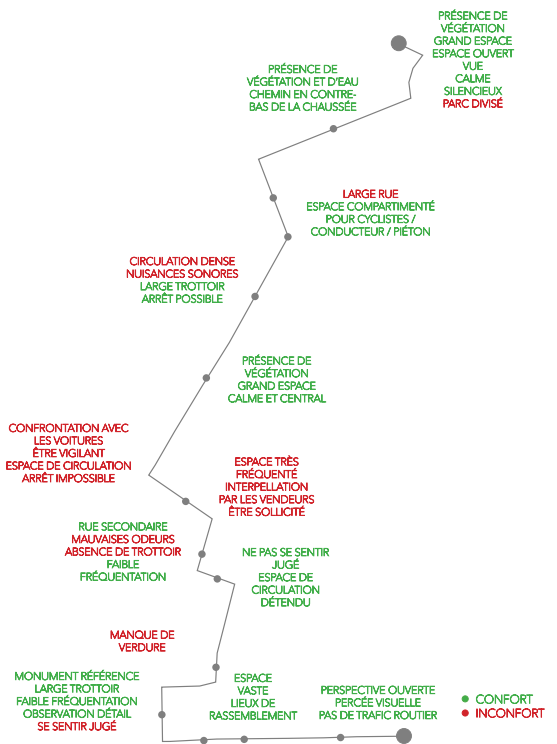 PRÉSENCE DE
VÉGÉTATION
GRAND ESPACE
ESPACE OUVERT
VUE
CALME
SILENCIEUX
PARC DIVISÉ
PRÉSENCE DE
VÉGÉTATION ET D'EAU
CHEMIN EN CONTRE-
BAS DE LA CHAUSSÉE
LARGE RUE
ESPACE COMPARTIMENTÉ
POUR CYCLISTES /
CONDUCTEUR / PIÉTON
CIRCULATION DENSE
NUISANCES SONORES
LARGE TROTTOIR
ARRÊT POSSIBLE
PRÉSENCE DE
VÉGÉTATION
GRAND ESPACE
CALME ET CENTRAL
CONFRONTATION AVEC
LES VOITURES
ÊTRE VIGILANT
ESPACE DE CIRCULATION
ARRÊT IMPOSSIBLE
ESPACE TRÈS
FRÉQUENTÉ
INTERPELLATION
PAR LES VENDEURS
ÊTRE SOLLICITÉ
RUE SECONDAIRE
MAUVAISES ODEURS
ABSENCE DE TROTTOIR
FAIBLE
FRÉQUENTATION
NE PAS SE SENTIR
JUGÉ
ESPACE DE
CIRCULATION
DÉTENDU
MANQUE DE
VERDURE
MONUMENT RÉFÉRENCE
LARGE TROTTOIR
FAIBLE FRÉQUENTATION
OBSERVATION DÉTAIL
SE SENTIR JUGÉ
ESPACE
VASTE
LIEUX DE
RASSEMBLEMENT
PERSPECTIVE OUVERTE
PERCÉE VISUELLE
PAS DE TRAFIC ROUTIER
CONFORT
INCONFORT